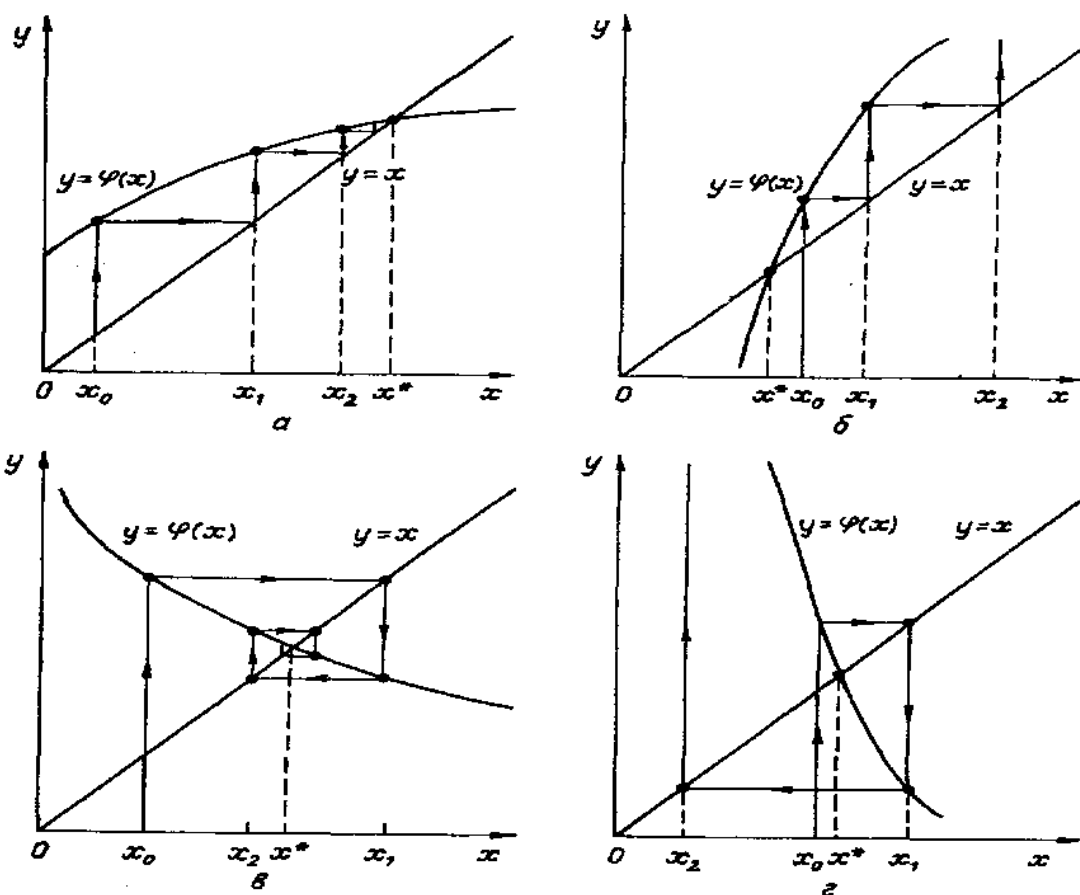 y
y
y = φ(x)
y = x
y = φ(x)
y = x
0 x₀ x₁ x₂ x* x
0 x* x₀ x₁ x₂ x
а
б
y
y
y = φ(x)
y = x
y = φ(x)
y = x
0 x₀ x₂ x* x₁ x
0 x₂ x₀ x* x₁ x
в
г